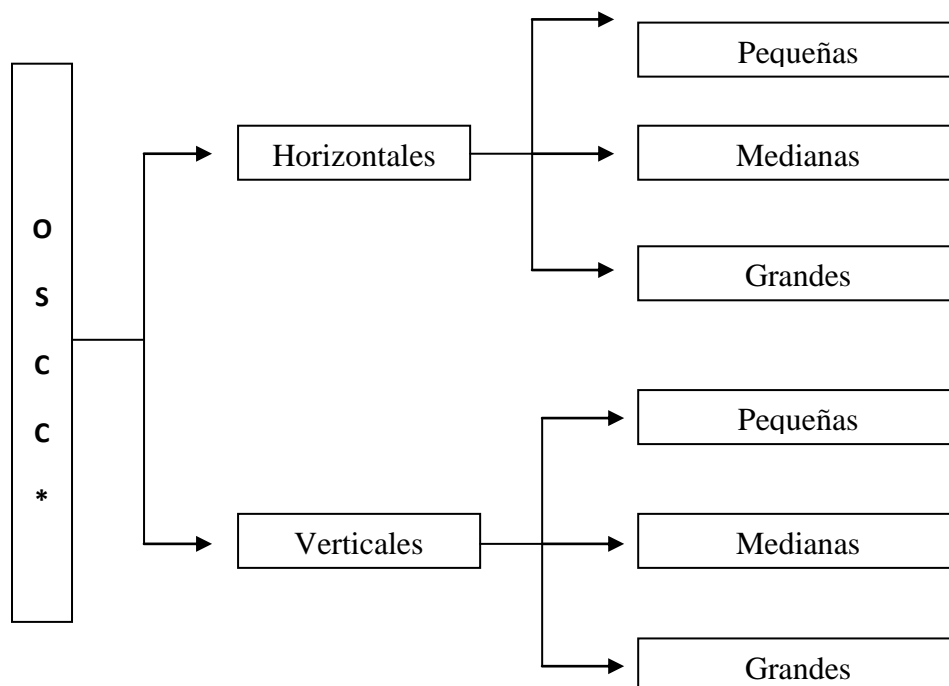 O
S
C
C
*
Horizontales
Pequeñas
Medianas
Grandes
Verticales
Pequeñas
Medianas
Grandes